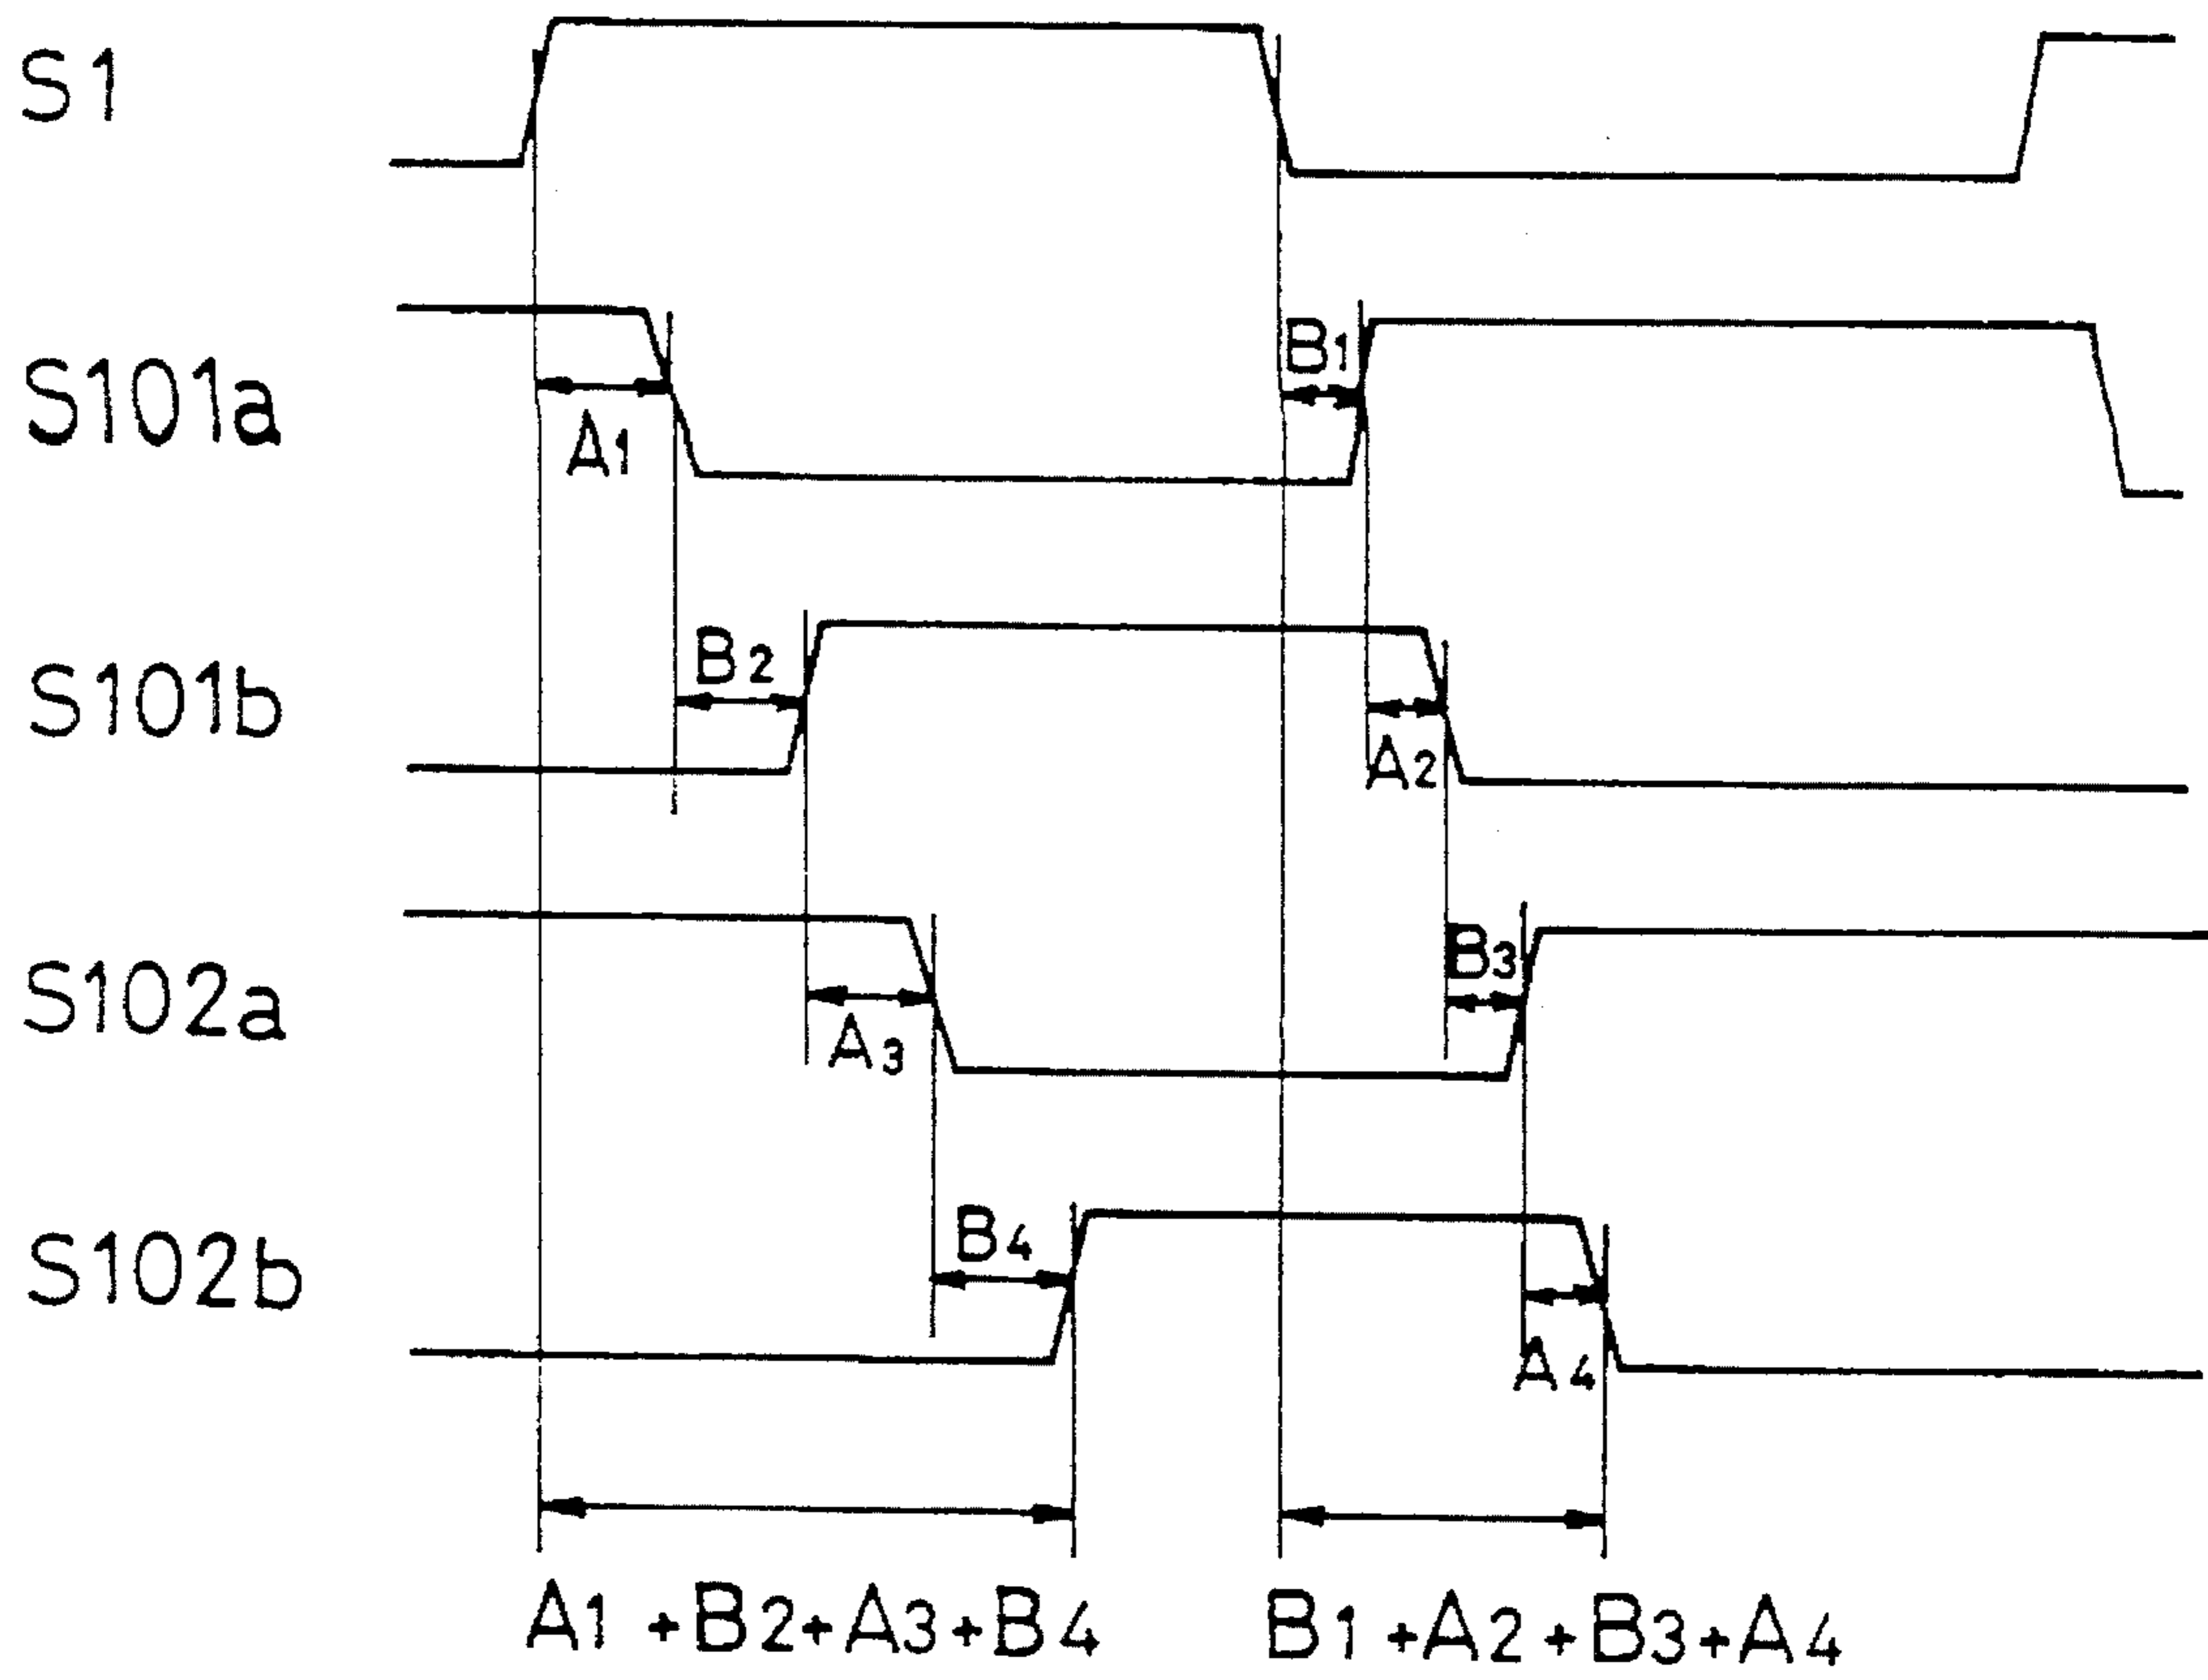 S1
S101a
A1
B1
S101b
B2
A2
S102a
A3
B3
S102b
B4
A4
A1+B2+A3+B4
B1+A2+B3+A4